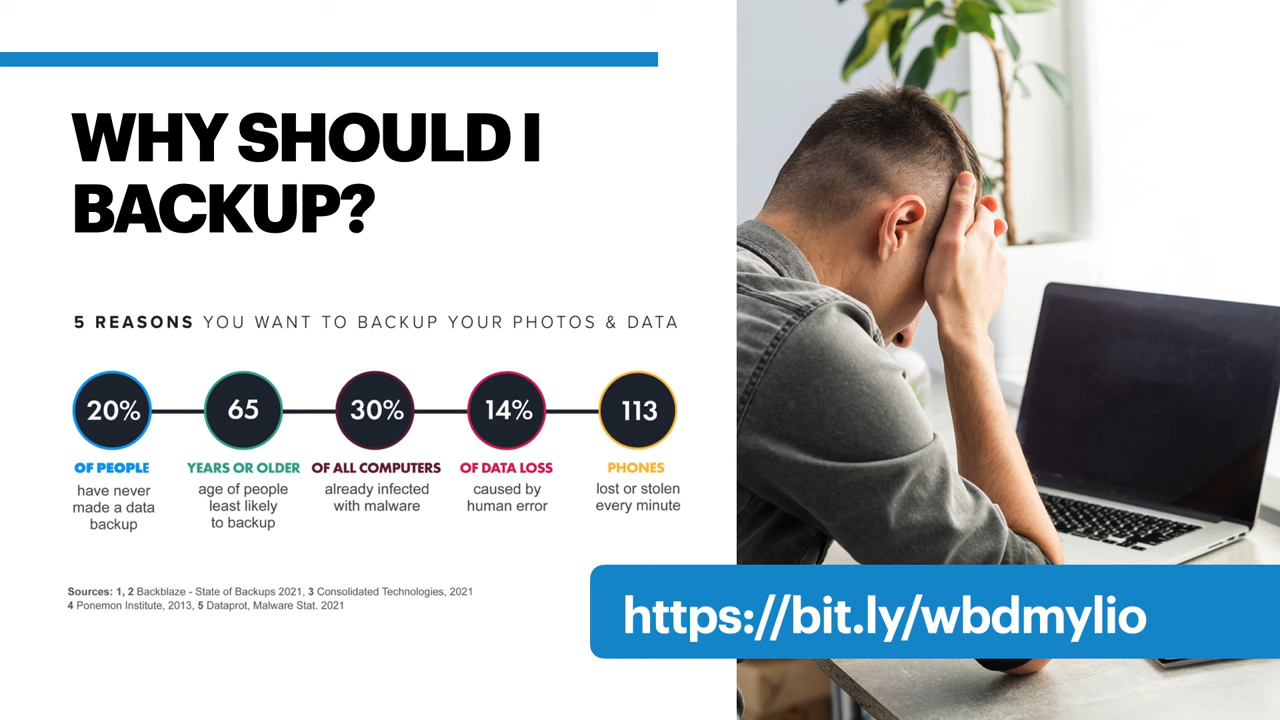 WHY SHOULD I
BACKUP?
5 REASONS YOU WANT TO BACKUP YOUR PHOTOS & DATA
20%
OF PEOPLE
have never
made a data
backup
65
YEARS OR OLDER
age of people
least likely
to backup
30%
OF ALL COMPUTERS
already infected
with malware
14%
OF DATA LOSS
caused by
human error
113
PHONES
lost or stolen
every minute
Sources: 1, 2 Backblaze - State of Backups 2021, 3 Consolidated Technologies, 2021
4 Ponemon Institute, 2013, 5 Dataprot, Malware Stat. 2021
https://bit.ly/wbdmylio